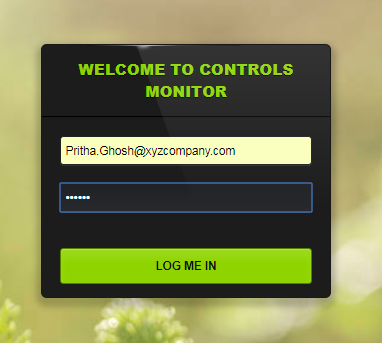 WELCOME TO CONTROLS
MONITOR
Pritha.Ghosh@xyzcompany.com
••••••
LOG ME IN